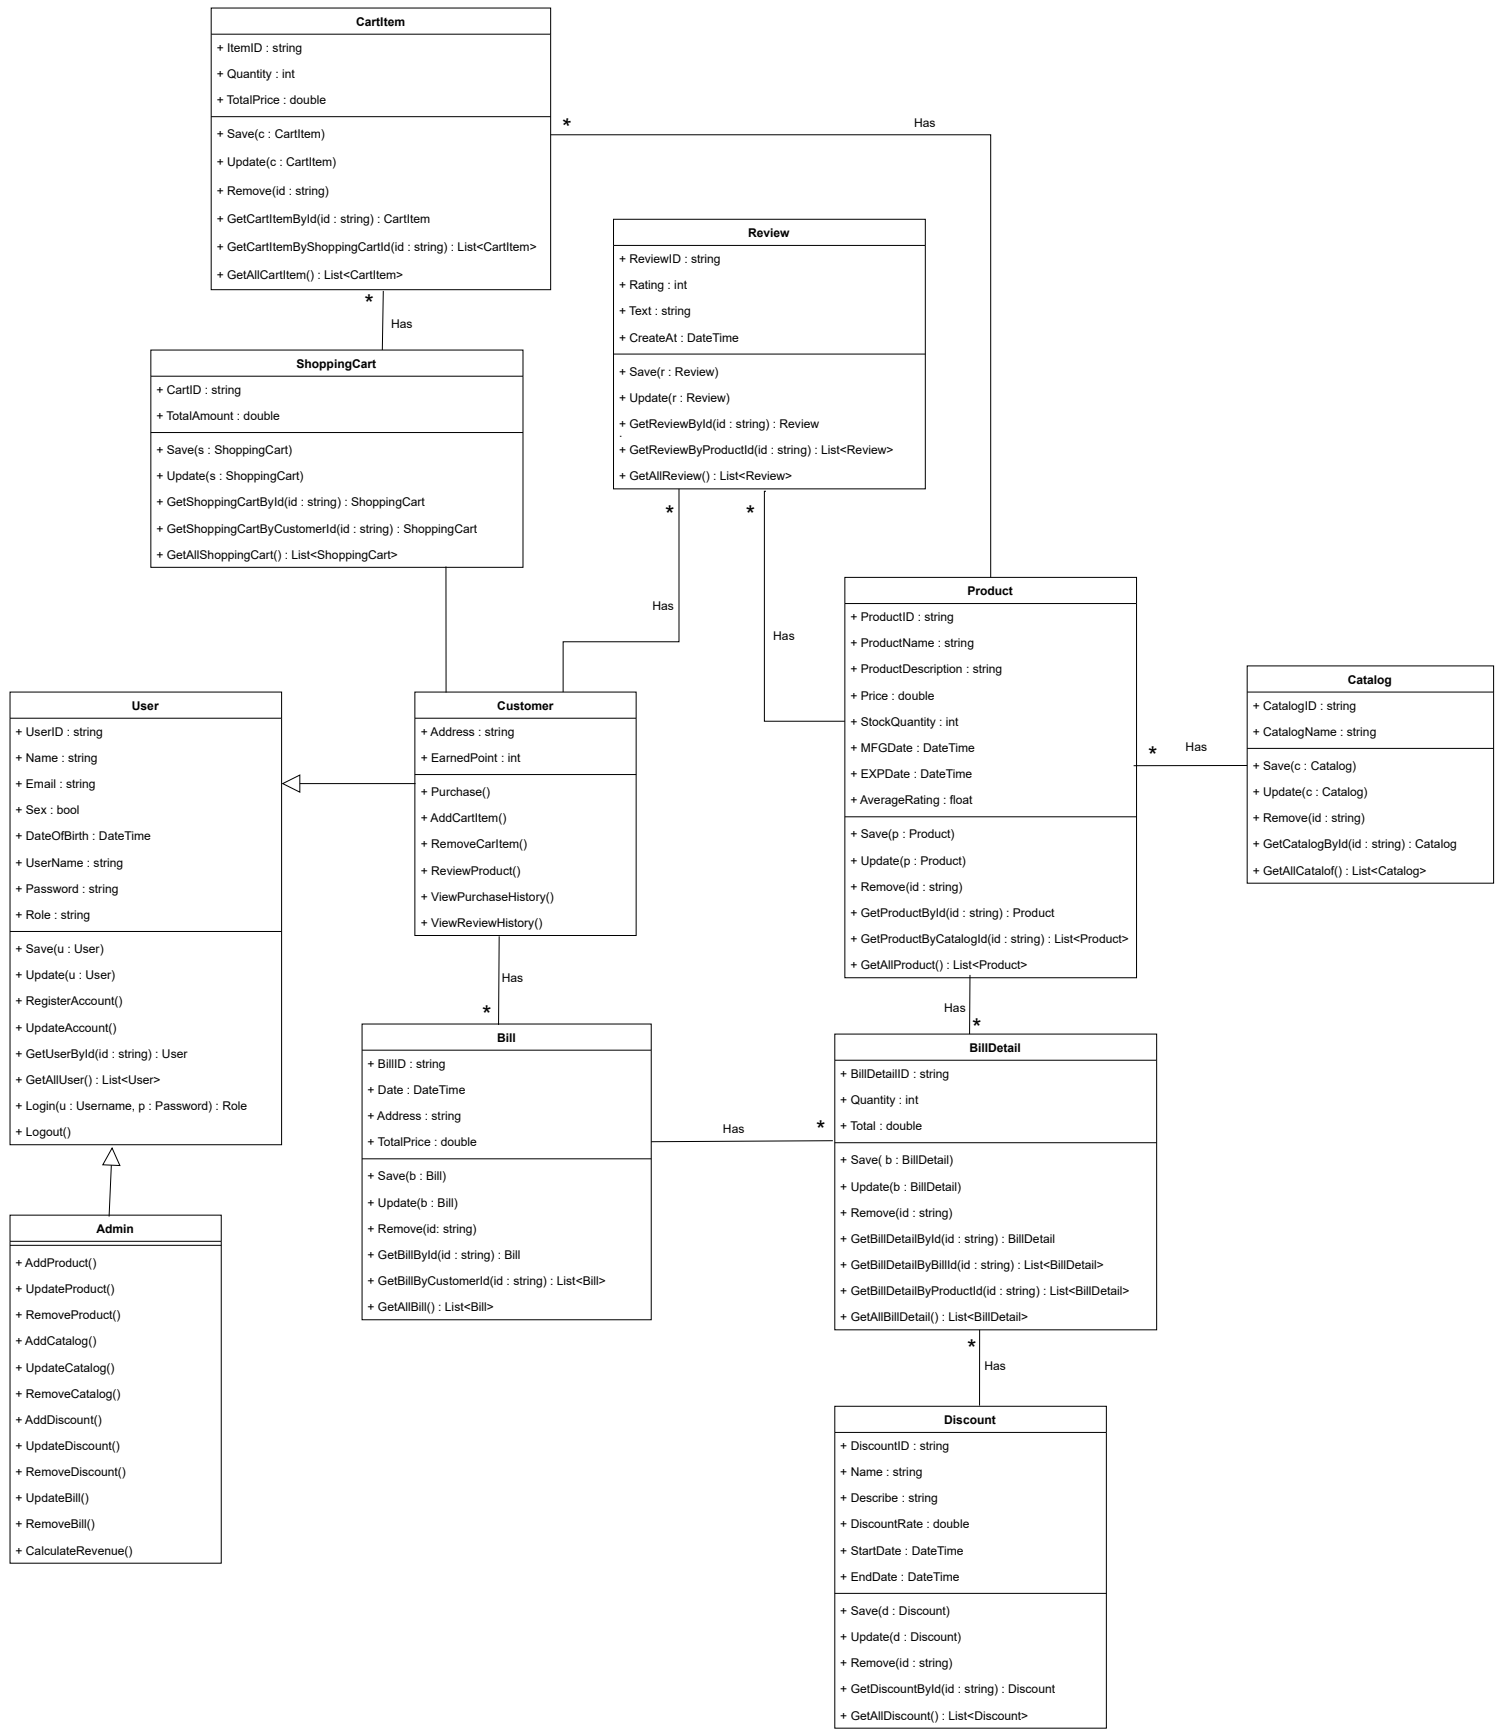 CartItem
+ ItemID : string
+ Quantity : int
+ TotalPrice : double
+ Save(c : CartItem)
+ Update(c : CartItem)
+ Remove(id : string)
+ GetCartItemById(id : string) : CartItem
+ GetCartItemByShoppingCartId(id : string) : List<CartItem>
+ GetAllCartItem() : List<CartItem>
*
Has
*
Has
Review
+ ReviewID : string
+ Rating : int
+ Text : string
+ CreateAt : DateTime
+ Save(r : Review)
+ Update(r : Review)
+ GetReviewById(id : string) : Review
.
+ GetReviewByProductId(id : string) : List<Review>
+ GetAllReview() : List<Review>
*
*
Has
Has
ShoppingCart
+ CartID : string
+ TotalAmount : double
+ Save(s : ShoppingCart)
+ Update(s : ShoppingCart)
+ GetShoppingCartById(id : string) : ShoppingCart
+ GetShoppingCartByCustomerId(id : string) : ShoppingCart
+ GetAllShoppingCart() : List<ShoppingCart>
Product
+ ProductID : string
+ ProductName : string
+ ProductDescription : string
+ Price : double
+ StockQuantity : int
+ MFGDate : DateTime
+ EXPDate : DateTime
+ AverageRating : float
+ Save(p : Product)
+ Update(p : Product)
+ Remove(id : string)
+ GetProductById(id : string) : Product
+ GetProductByCatalogId(id : string) : List<Product>
+ GetAllProduct() : List<Product>
*
Has
Catalog
+ CatalogID : string
+ CatalogName : string
+ Save(c : Catalog)
+ Update(c : Catalog)
+ Remove(id : string)
+ GetCatalogById(id : string) : Catalog
+ GetAllCatalof() : List<Catalog>
User
+ UserID : string
+ Name : string
+ Email : string
+ Sex : bool
+ DateOfBirth : DateTime
+ UserName : string
+ Password : string
+ Role : string
+ Save(u : User)
+ Update(u : User)
+ RegisterAccount()
+ UpdateAccount()
+ GetUserById(id : string) : User
+ GetAllUser() : List<User>
+ Login(u : Username, p : Password) : Role
+ Logout()
Customer
+ Address : string
+ EarnedPoint : int
+ Purchase()
+ AddCartItem()
+ RemoveCarItem()
+ ReviewProduct()
+ ViewPurchaseHistory()
+ ViewReviewHistory()
Has
*
Has
*
Bill
+ BillID : string
+ Date : DateTime
+ Address : string
+ TotalPrice : double
+ Save(b : Bill)
+ Update(b : Bill)
+ Remove(id: string)
+ GetBillById(id : string) : Bill
+ GetBillByCustomerId(id : string) : List<Bill>
+ GetAllBill() : List<Bill>
Has
*
BillDetail
+ BillDetailID : string
+ Quantity : int
+ Total : double
+ Save( b : BillDetail)
+ Update(b : BillDetail)
+ Remove(id : string)
+ GetBillDetailById(id : string) : BillDetail
+ GetBillDetailByBillId(id : string) : List<BillDetail>
+ GetBillDetailByProductId(id : string) : List<BillDetail>
+ GetAllBillDetail() : List<BillDetail>
*
Has
Admin
+ AddProduct()
+ UpdateProduct()
+ RemoveProduct()
+ AddCatalog()
+ UpdateCatalog()
+ RemoveCatalog()
+ AddDiscount()
+ UpdateDiscount()
+ RemoveDiscount()
+ UpdateBill()
+ RemoveBill()
+ CalculateRevenue()
Discount
+ DiscountID : string
+ Name : string
+ Describe : string
+ DiscountRate : double
+ StartDate : DateTime
+ EndDate : DateTime
+ Save(d : Discount)
+ Update(d : Discount)
+ Remove(id : string)
+ GetDiscountById(id : string) : Discount
+ GetAllDiscount() : List<Discount>